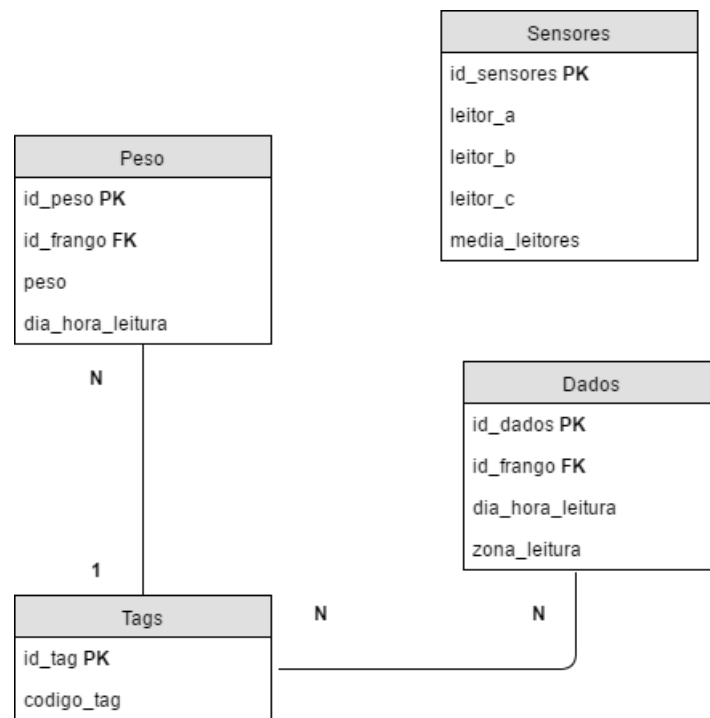 Sensores
id_sensores PK
leitor_a
leitor_b
leitor_c
media_leitores
Peso
id_peso PK
id_frango FK
peso
dia_hora_leitura
N
1
Dados
id_dados PK
id_frango FK
dia_hora_leitura
zona_leitura
N
N
Tags
id_tag PK
codigo_tag